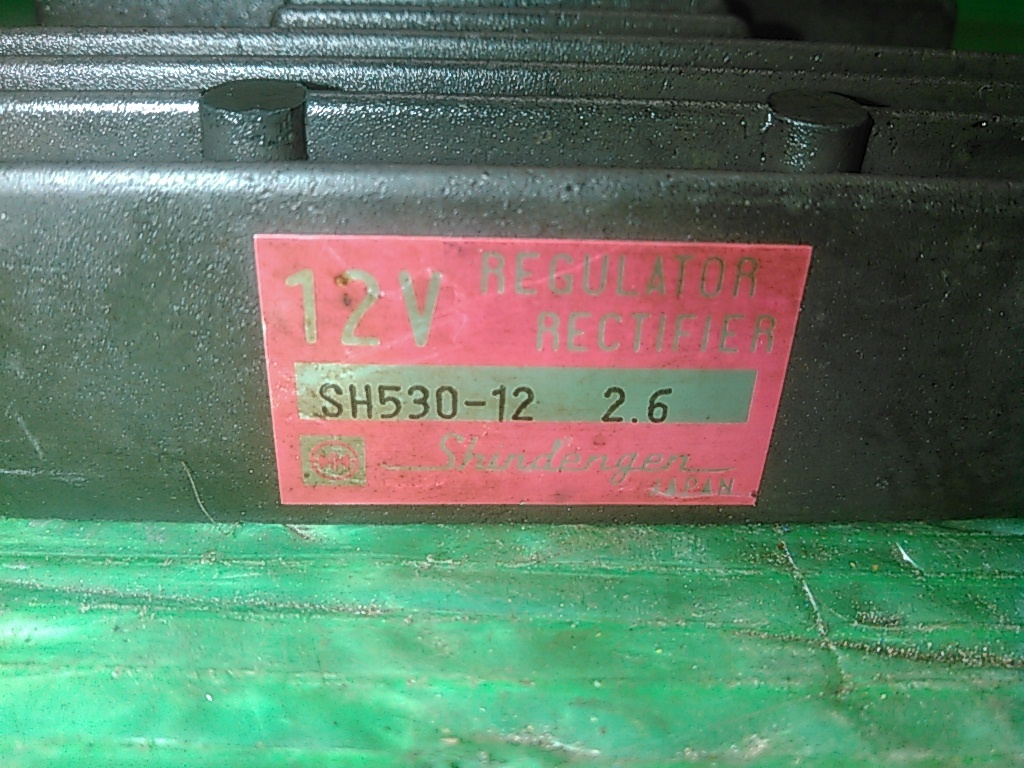 12V REGULATOR
RECTIFIER
SH530-12 2.6
Shindengen
JAPAN